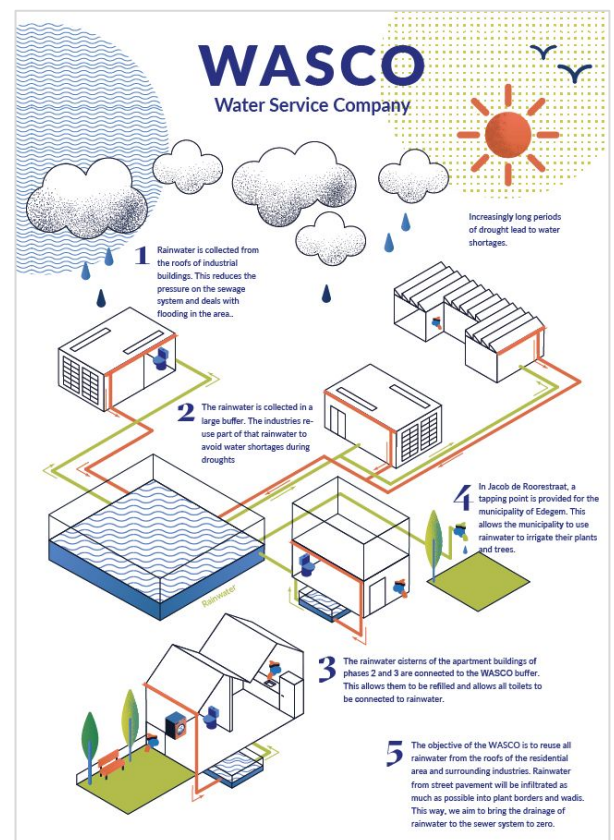 WASCO
Water Service Company
Increasingly long periods
of drought lead to water
shortages.
1
Rainwater is collected from
the roofs of industrial
buildings. This reduces the
pressure on the sewage
system and deals with
flooding in the area..
2
The rainwater is collected in a
large buffer. The industries re-
use part of that rainwater to
avoid water shortages during
droughts
4
In Jacob de Roorestraat, a
tapping point is provided for the
municipality of Edegem. This
allows the municipality to use
rainwater to irrigate their plants
and trees.
Rainwater
3
The rainwater cisterns of the apartment buildings of
phases 2 and 3 are connected to the WASCO buffer.
This allows them to be refilled and allows all toilets to
be connected to rainwater.
5
The objective of the WASCO is to reuse all
rainwater from the roofs of the residential
area and surrounding industries. Rainwater
from street pavement will be infiltrated as
much as possible into plant borders and wadis.
This way, we aim to bring the drainage of
rainwater to the sewer system to zero.